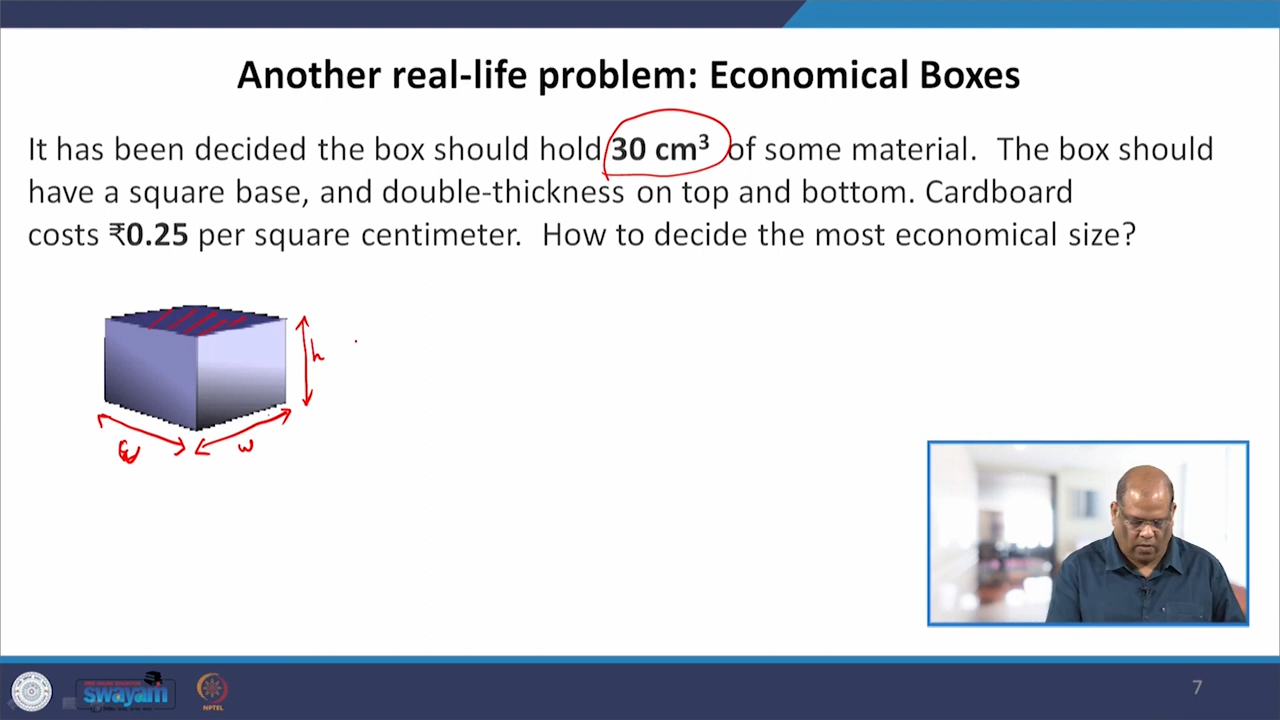 Another real-life problem: Economical Boxes
It has been decided the box should hold 30 cm³ of some material. The box should
have a square base, and double-thickness on top and bottom. Cardboard
costs ₹0.25 per square centimeter. How to decide the most economical size?
h
w
swayam
NPTEL
7